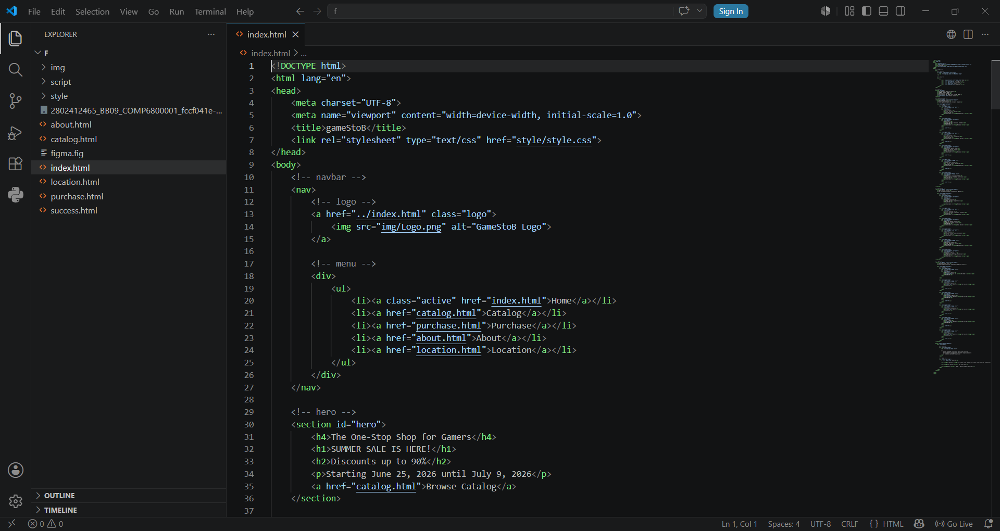 File Edit Selection View Go Run Terminal Help
f
Sign In
EXPLORER
F
img
script
style
2802412465_BB09_COMP6800001_fccf041e-...
about.html
catalog.html
figma.fig
index.html
location.html
purchase.html
success.html
OUTLINE
TIMELINE
index.html
index.html > ...
1 <!DOCTYPE html>
2 <html lang="en">
3 <head>
4 <meta charset="UTF-8">
5 <meta name="viewport" content="width=device-width, initial-scale=1.0">
6 <title>gameStoB</title>
7 <link rel="stylesheet" type="text/css" href="style/style.css">
8 </head>
9 <body>
10 <!-- navbar -->
11 <nav>
12 <!-- logo -->
13 <a href="../index.html" class="logo">
14 <img src="img/Logo.png" alt="GameStoB Logo">
15 </a>
16
17 <!-- menu -->
18 <div>
19 <ul>
20 <li><a class="active" href="index.html">Home</a></li>
21 <li><a href="catalog.html">Catalog</a></li>
22 <li><a href="purchase.html">Purchase</a></li>
23 <li><a href="about.html">About</a></li>
24 <li><a href="location.html">Location</a></li>
25 </ul>
26 </div>
27 </nav>
28
29 <!-- hero -->
30 <section id="hero">
31 <h4>The One-Stop Shop for Gamers</h4>
32 <h1>SUMMER SALE IS HERE!</h1>
33 <h2>Discounts up to 90%</h2>
34 <p>Starting June 25, 2026 until July 9, 2026</p>
35 <a href="catalog.html">Browse Catalog</a>
36 </section>
37
0 0
Ln 1, Col 1 Spaces: 4 UTF-8 CRLF {} HTML Go Live